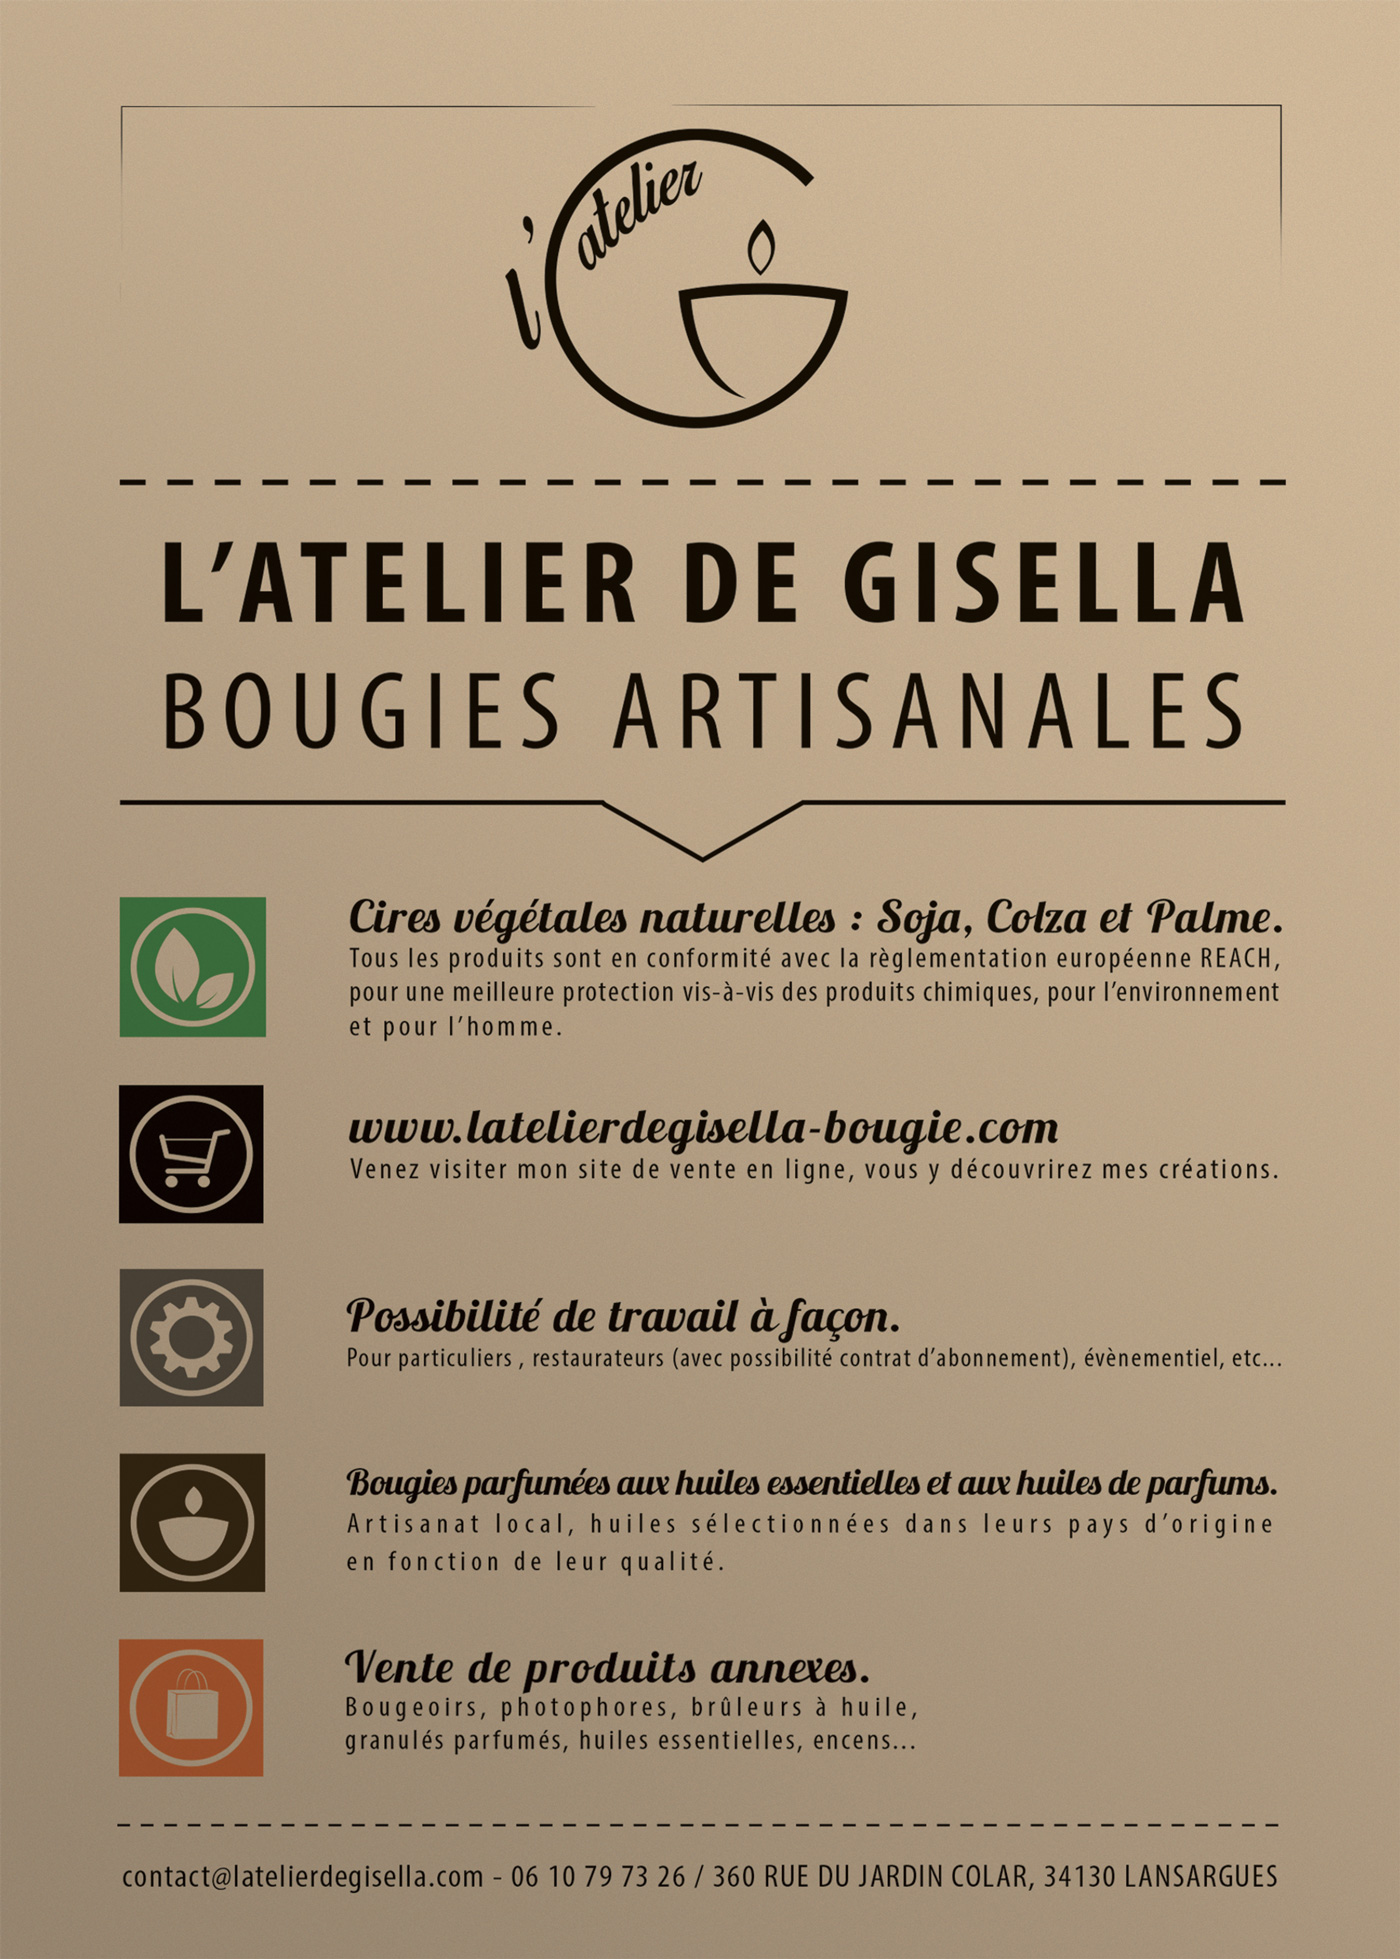 l'atelier
L'ATELIER DE GISELLA
BOUGIES ARTISANALES
Cires végétales naturelles : Soja, Colza et Palme.
Tous les produits sont en conformité avec la règlementation européenne REACH,
pour une meilleure protection vis-à-vis des produits chimiques, pour l'environnement
et pour l'homme.
www.latelierdegisella-bougie.com
Venez visiter mon site de vente en ligne, vous y découvrirez mes créations.
Possibilité de travail à façon.
Pour particuliers , restaurateurs (avec possibilité contrat d'abonnement), évènementiel, etc...
Bougies parfumées aux huiles essentielles et aux huiles de parfums.
Artisanat local, huiles sélectionnées dans leurs pays d'origine
en fonction de leur qualité.
Vente de produits annexes.
Bougeoirs, photophores, brûleurs à huile,
granulés parfumés, huiles essentielles, encens...
contact@latelierdegisella.com - 06 10 79 73 26 / 360 RUE DU JARDIN COLAR, 34130 LANSARGUES